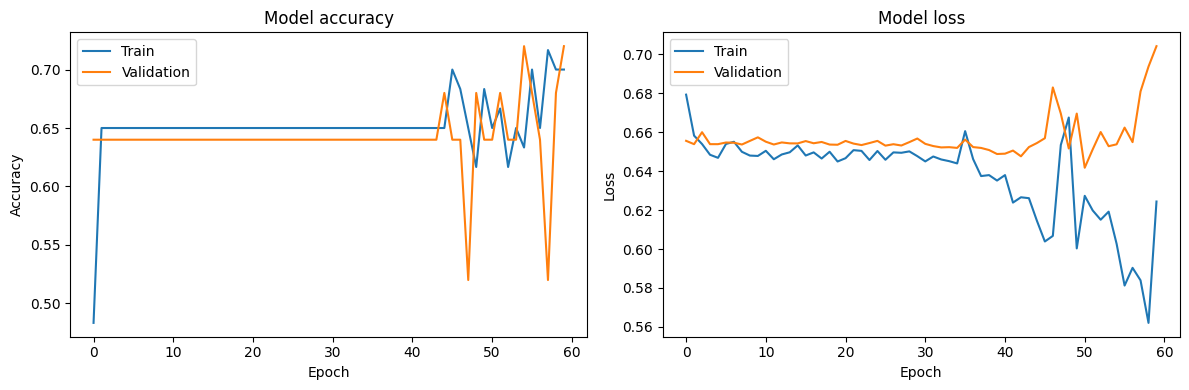 Model accuracy
Train
Validation
0.70
0.65
0.60
0.55
0.50
Accuracy
0 10 20 30 40 50 60
Epoch
Model loss
Train
Validation
0.70
0.68
0.66
0.64
0.62
0.60
0.58
0.56
Loss
0 10 20 30 40 50 60
Epoch